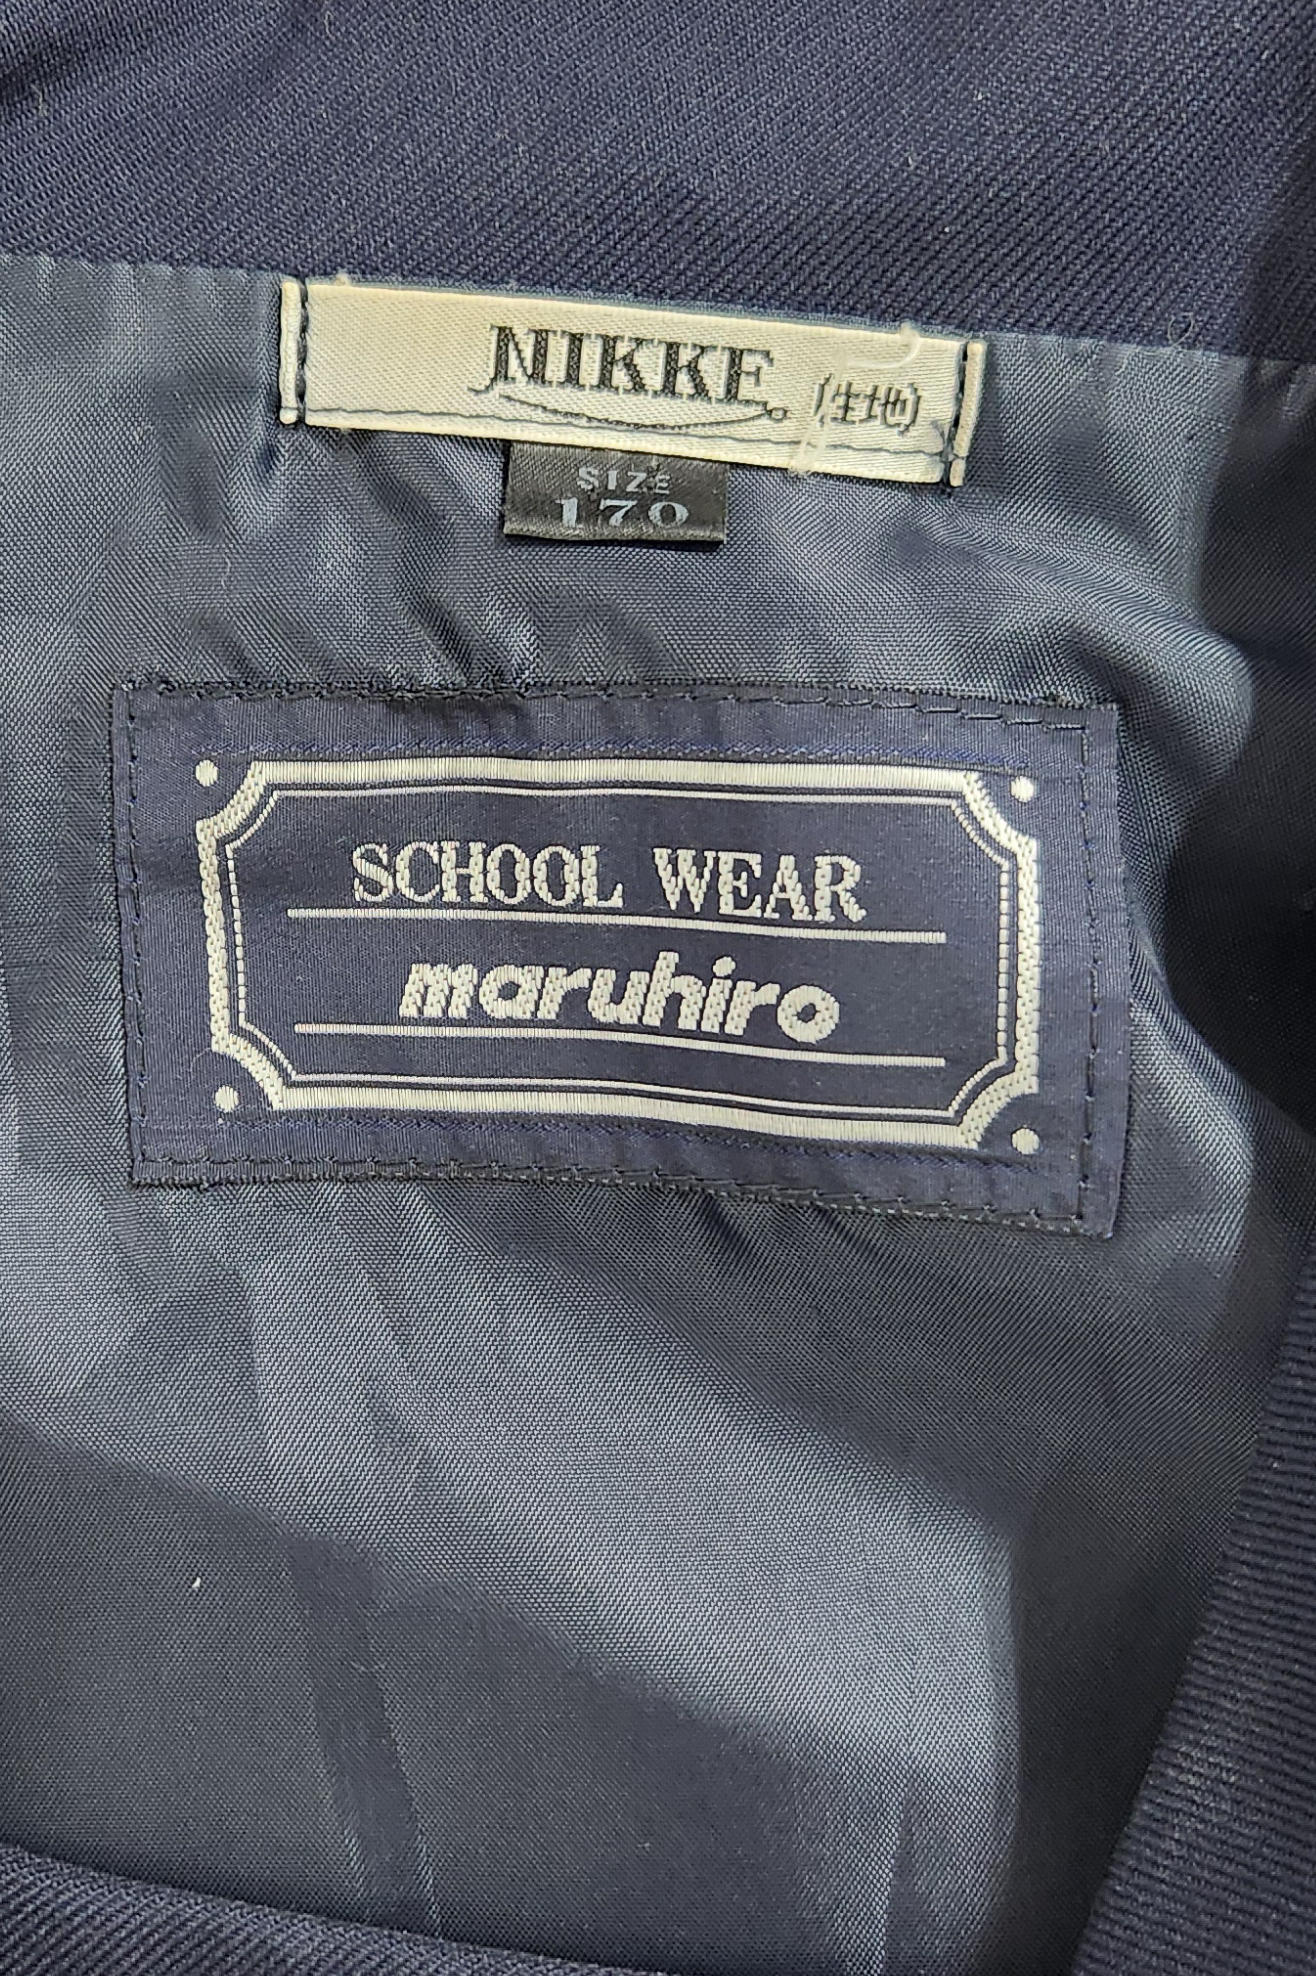 NIKKE (生地)
SIZE
170
SCHOOL WEAR
maruhiro